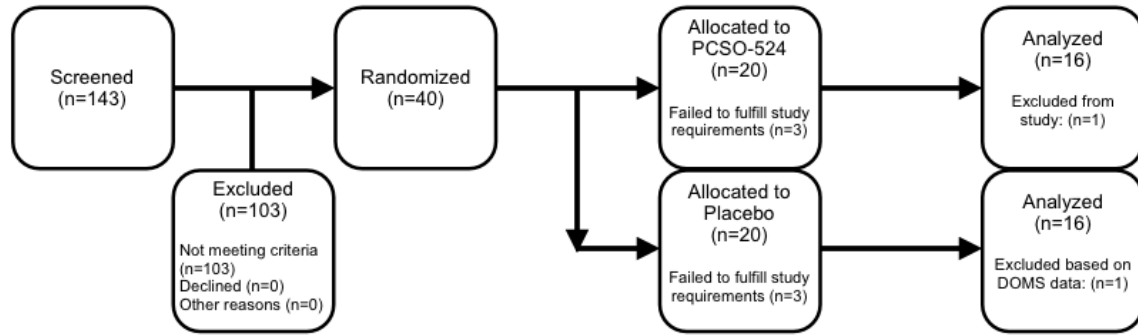 Screened
(n=143)
Excluded
(n=103)
Not meeting criteria
(n=103)
Declined (n=0)
Other reasons (n=0)
Randomized
(n=40)
Allocated to
PCSO-524
(n=20)
Failed to fulfill study
requirements (n=3)
Analyzed
(n=16)
Excluded from
study: (n=1)
Allocated to
Placebo
(n=20)
Failed to fulfill study
requirements (n=3)
Analyzed
(n=16)
Excluded based on
DOMS data: (n=1)